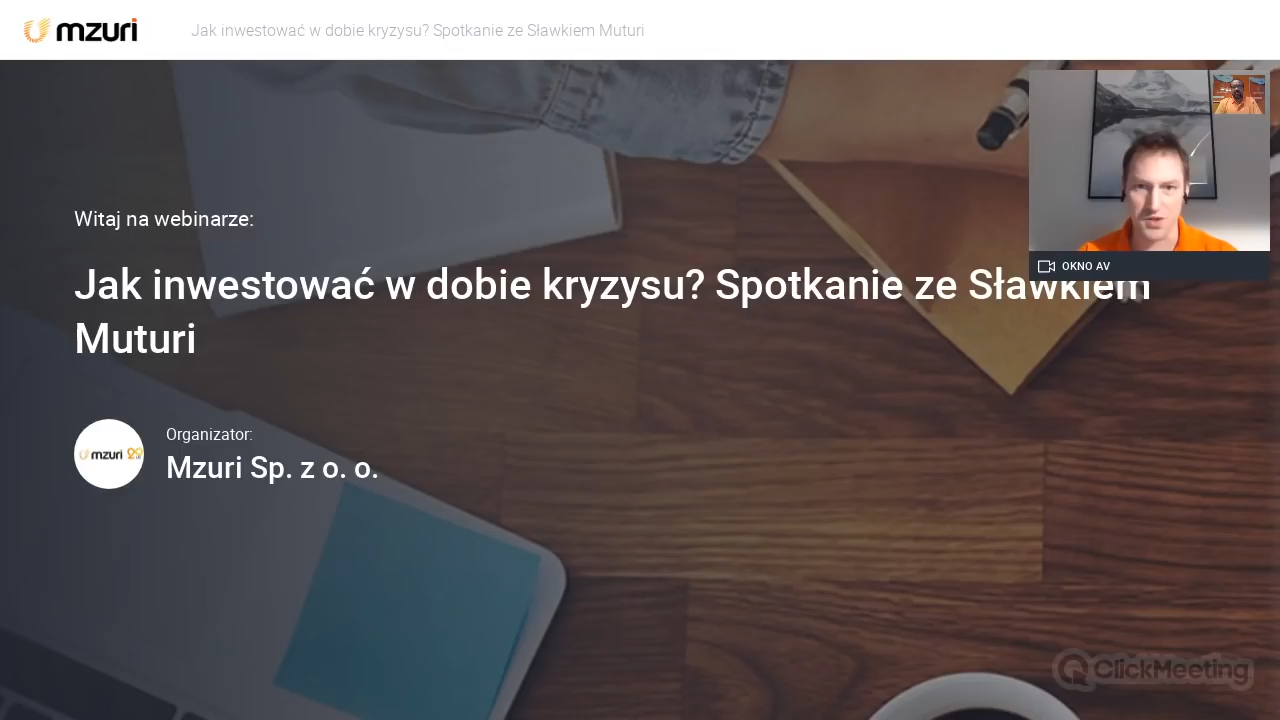 mzuri
Jak inwestować w dobie kryzysu? Spotkanie ze Sławkiem Muturi
OKNO AV
Witaj na webinarze:
Jak inwestować w dobie kryzysu? Spotkanie ze Sławkiem
Muturi
mzuri
Organizator:
Mzuri Sp. z o. o.
ClickMeeting